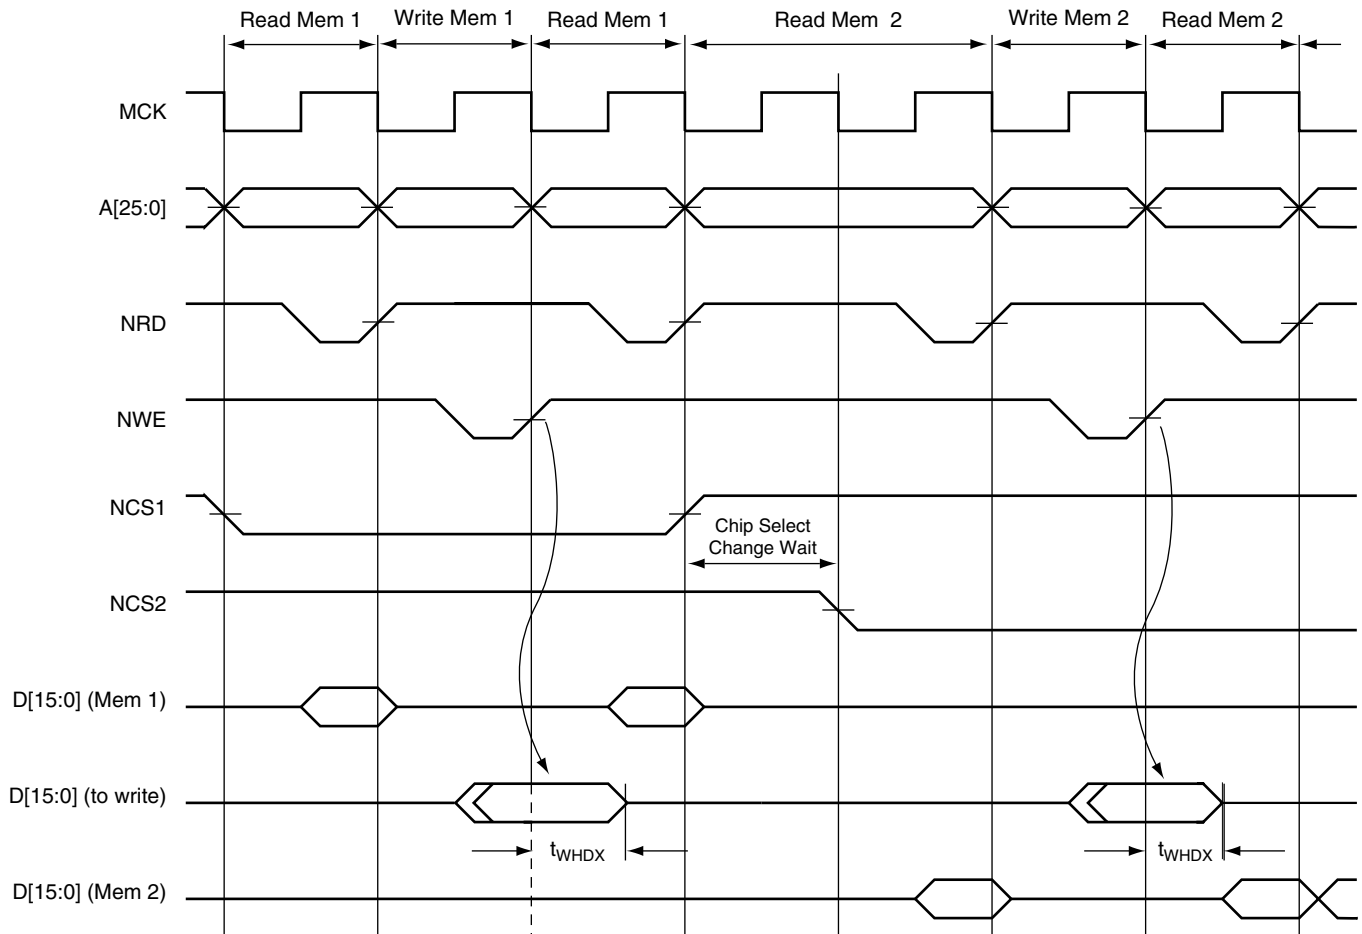 Read Mem 1
Write Mem 1
Read Mem 1
Read Mem 2
Write Mem 2
Read Mem 2
MCK
A[25:0]
NRD
NWE
NCS1
Chip Select
Change Wait
NCS2
D[15:0] (Mem 1)
D[15:0] (to write)
tWHDX
tWHDX
D[15:0] (Mem 2)